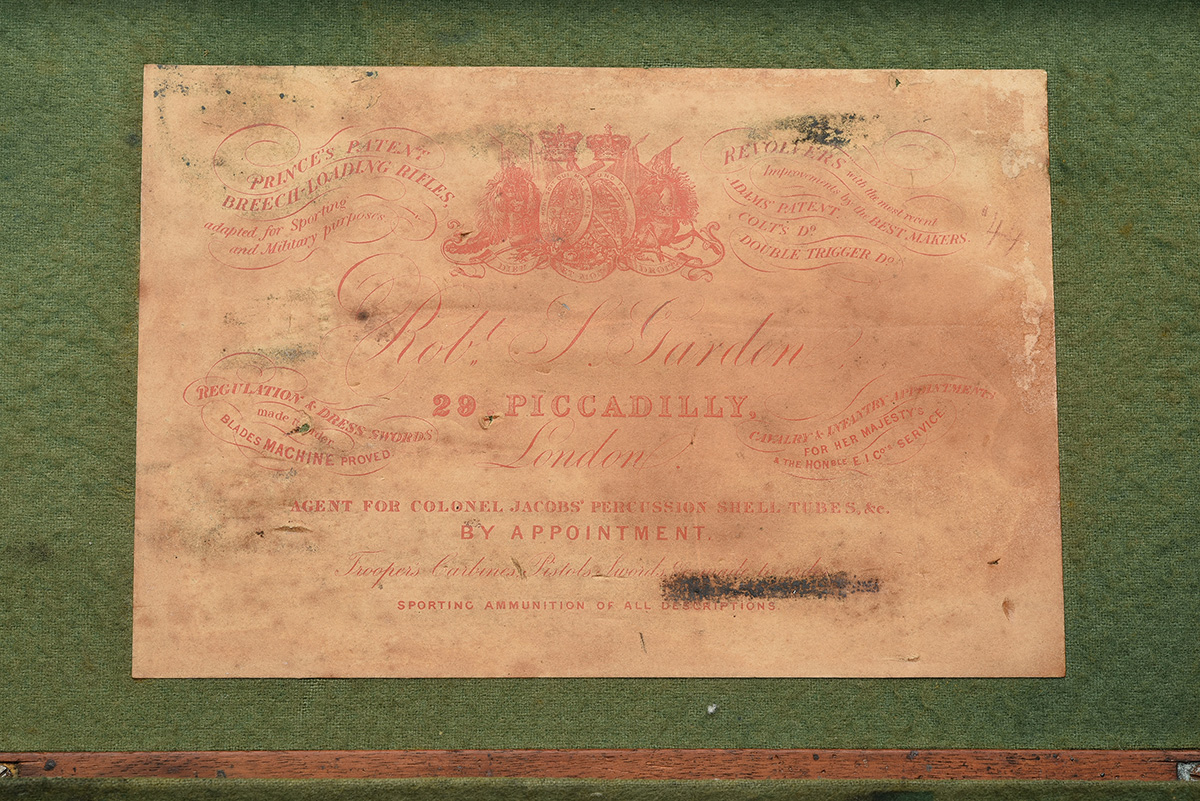 PRINCE'S PATENT
BREECH-LOADING RIFLES,
adapted for Sporting
and Military purposes
REVOLVERS with the most recent
Improvements by the BEST MAKERS.
ADAMS' PATENT.
COLT'S Do
DOUBLE TRIGGER Do
44
Robt. S. Garden
29 PICCADILLY,
London
REGULATION & DRESS SWORDS
made to order
BLADES MACHINE PROVED
CAVALRY & INFANTRY APPOINTMENTS
FOR HER MAJESTY'S
& THE HONBLE E I Co's SERVICE
AGENT FOR COLONEL JACOBS' PERCUSSION SHELL TUBES, &c.
BY APPOINTMENT.
Troopers Carbines, Pistols, Swords
SPORTING AMMUNITION OF ALL DESCRIPTIONS.